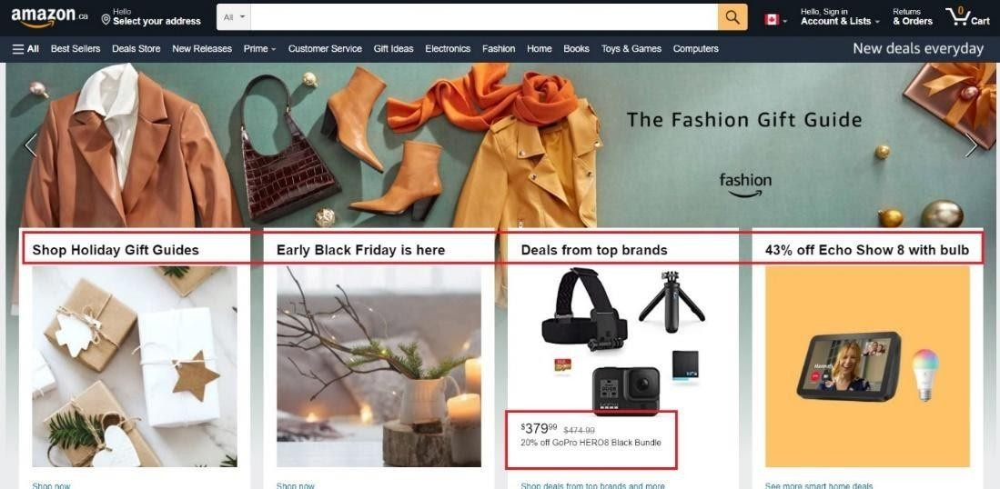 amazon.ca
Hello
Select your address
All
Hello, Sign in
Account & Lists
Returns
& Orders
0
Cart
All Best Sellers Deals Store New Releases Prime Customer Service Gift Ideas Electronics Fashion Home Books Toys & Games Computers
New deals everyday
The Fashion Gift Guide
fashion
Shop Holiday Gift Guides
Early Black Friday is here
Deals from top brands
43% off Echo Show 8 with bulb
$379.99 $474.99
20% off GoPro HERO8 Black Bundle
Shop now
Shop now
Shop deals from top brands and more
See more smart home deals